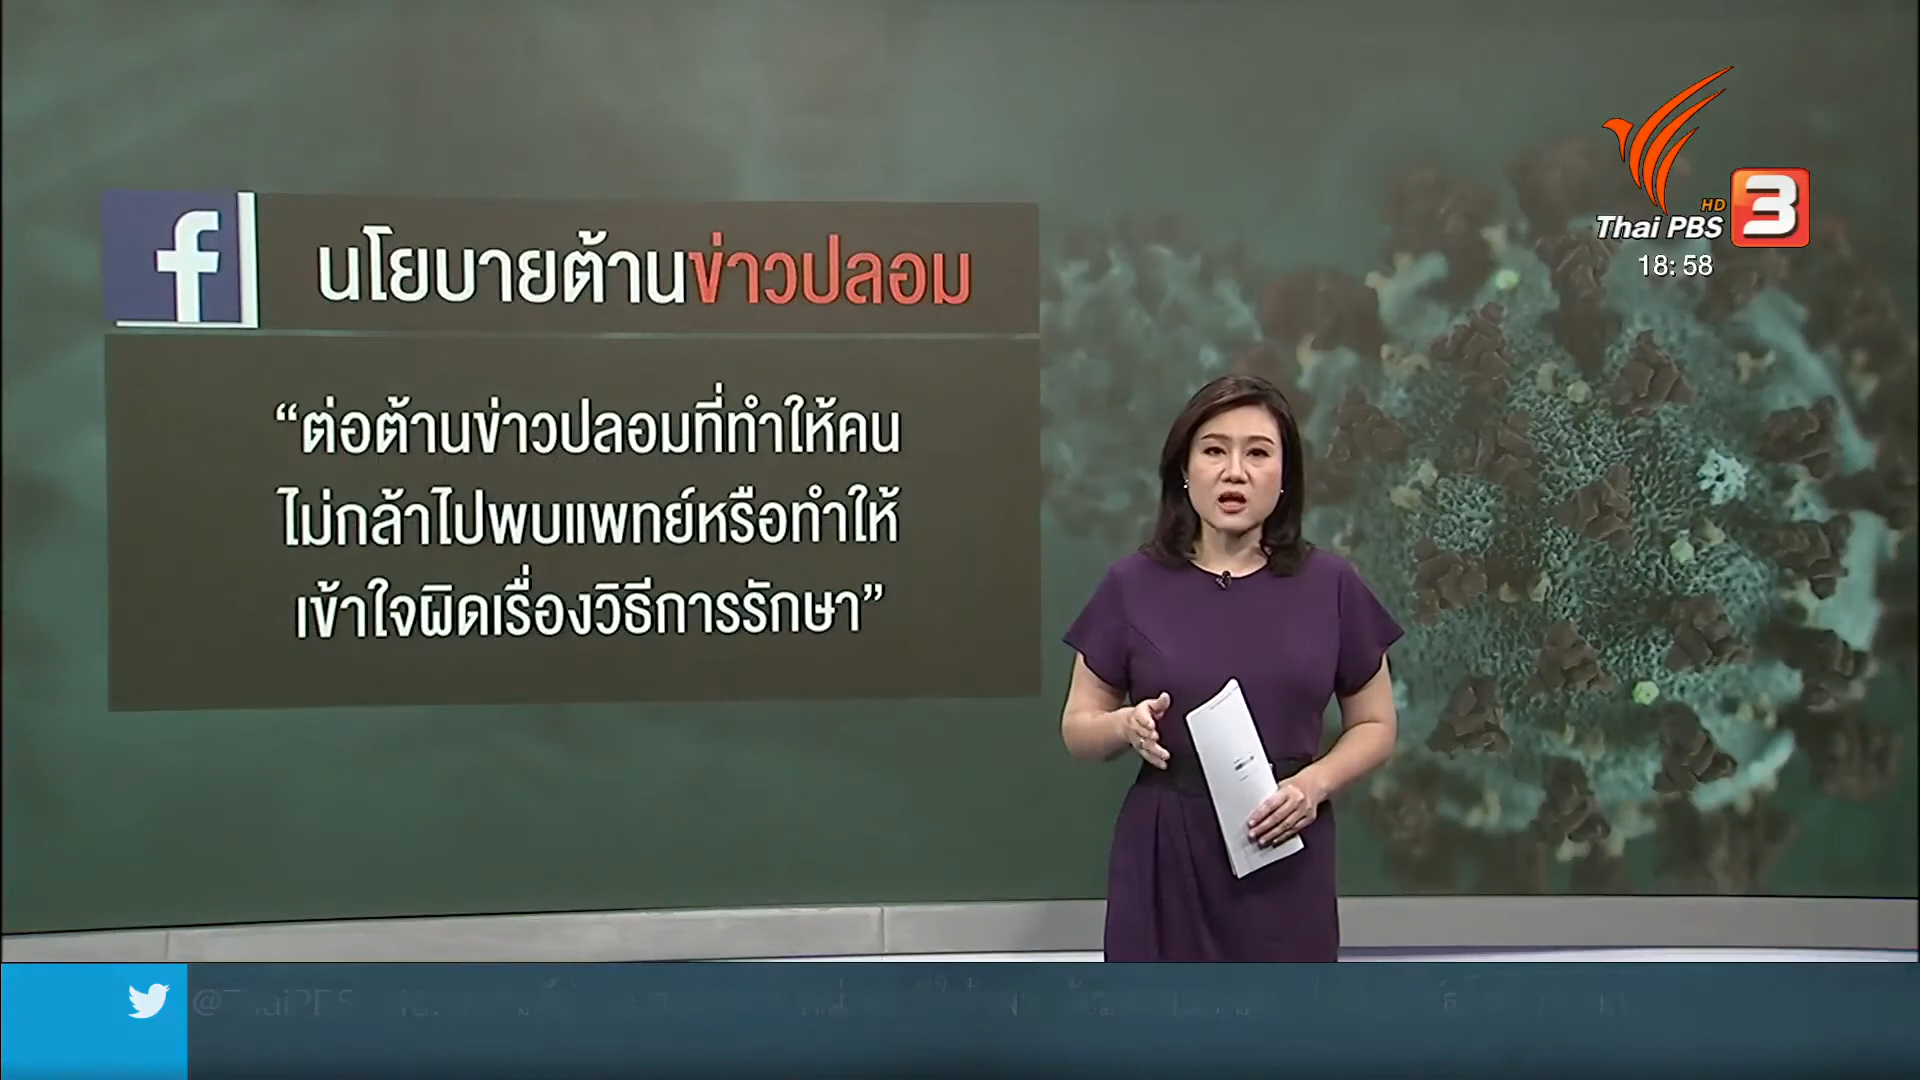 นโยบายต้านข่าวปลอม
“ต่อต้านข่าวปลอมที่ทำให้คน
ไม่กล้าไปพบแพทย์หรือทำให้
เข้าใจผิดเรื่องวิธีการรักษา”
HD
Thai PBS 3
18:58
@ThaiPBS